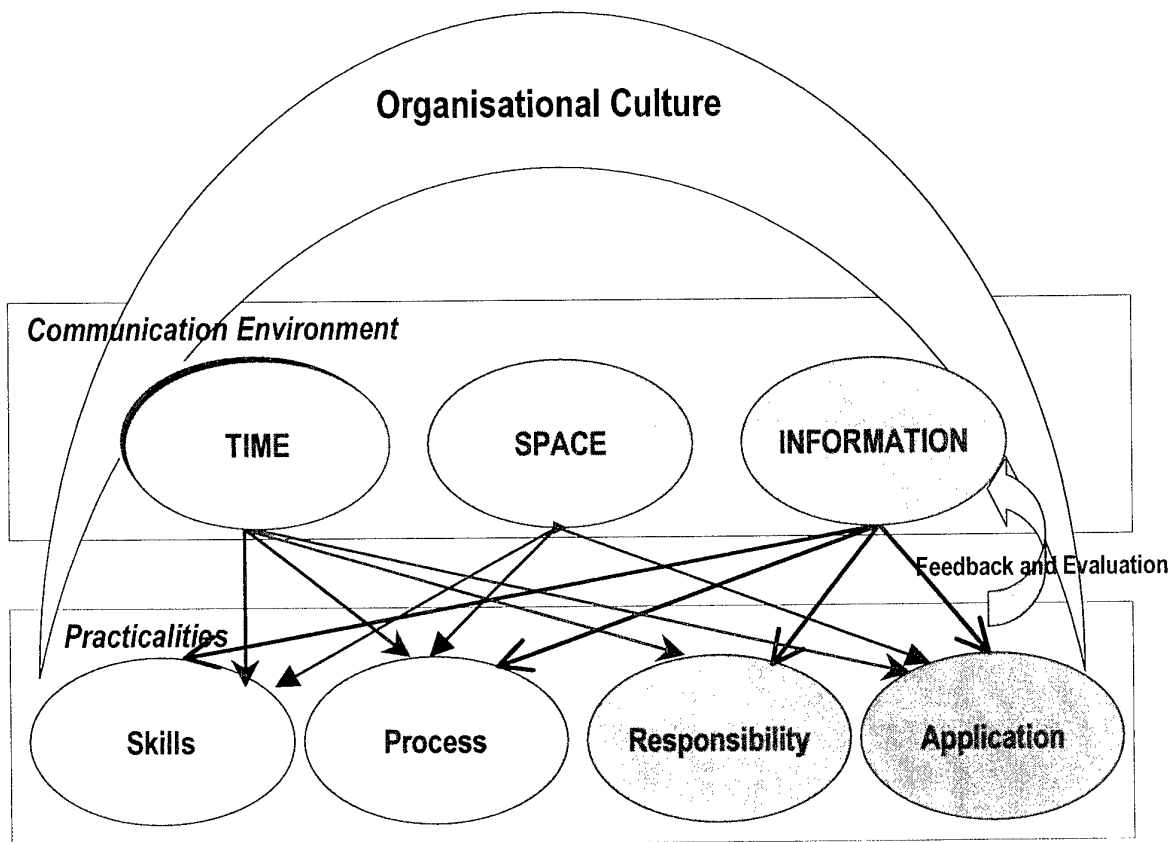 Organisational Culture
Communication Environment
TIME
SPACE
INFORMATION
Feedback and Evaluation
Practicalities
Skills
Process
Responsibility
Application